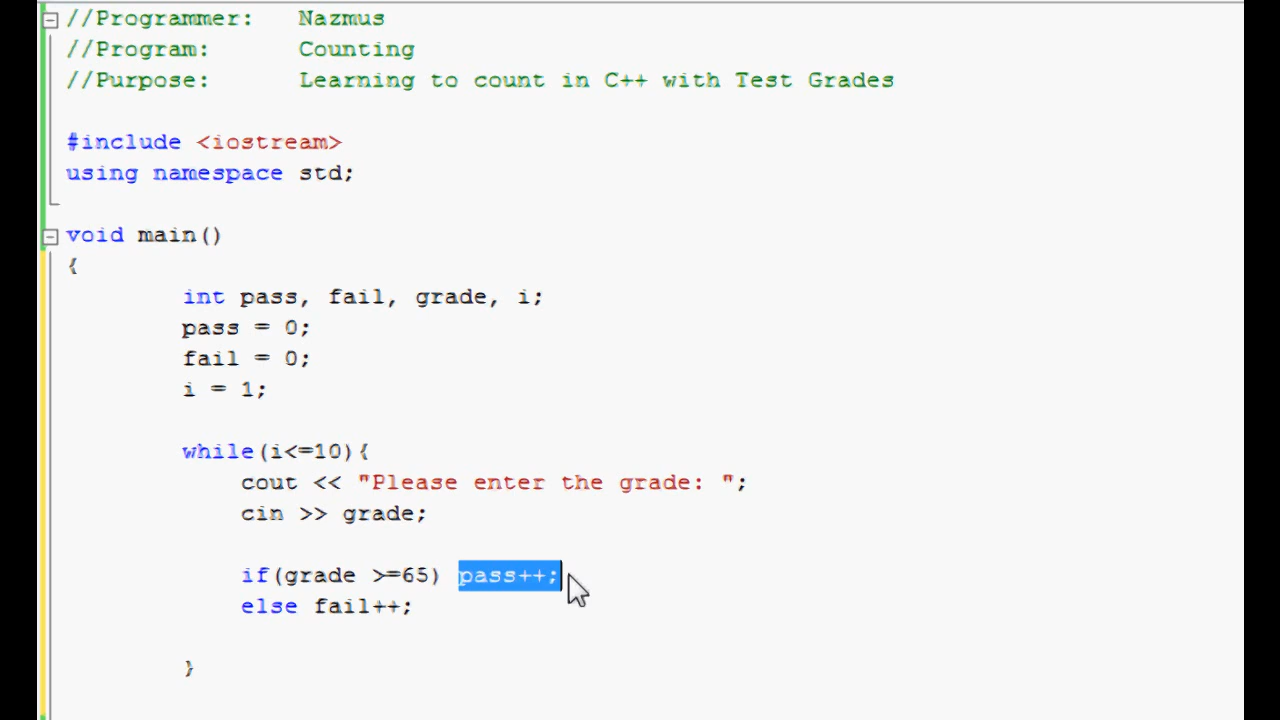 //Programmer:   Nazmus
//Program:      Counting
//Purpose:      Learning to count in C++ with Test Grades
#include <iostream>
using namespace std;
void main()
{
        int pass, fail, grade, i;
        pass = 0;
        fail = 0;
        i = 1;
        while(i<=10){
            cout << "Please enter the grade: ";
            cin >> grade;
            if(grade >=65) pass++;
            else fail++;
        }